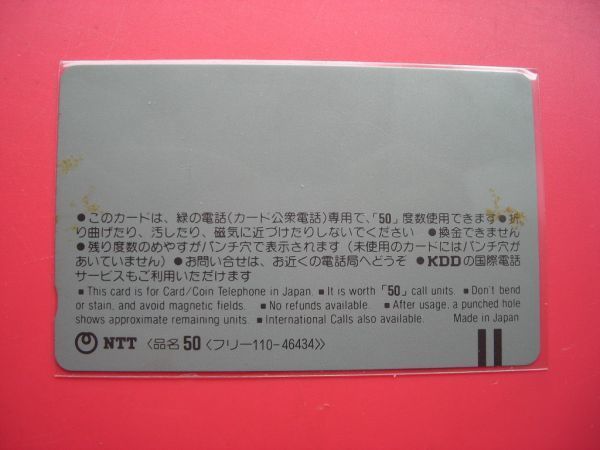 ●このカードは、緑の電話(カード公衆電話)専用で、「50」度数使用できます●折
り曲げたり、汚したり、磁気に近づけたりしないでください　●換金できません
●残り度数のめやすがパンチ穴で表示されます(未使用のカードにはパンチ穴が
あいていません)●お問い合せは、お近くの電話局へどうぞ　●KDDの国際電話
サービスもご利用いただけます
■ This card is for Card/Coin Telephone in Japan. ■ It is worth「50」call units. ■ Don't bend
or stain, and avoid magnetic fields. ■ No refunds available. ■ After usage, a punched hole
shows approximate remaining units. ■ International Calls also available. Made in Japan
NTT 〈品名 50 〈フリー110-46434〉〉